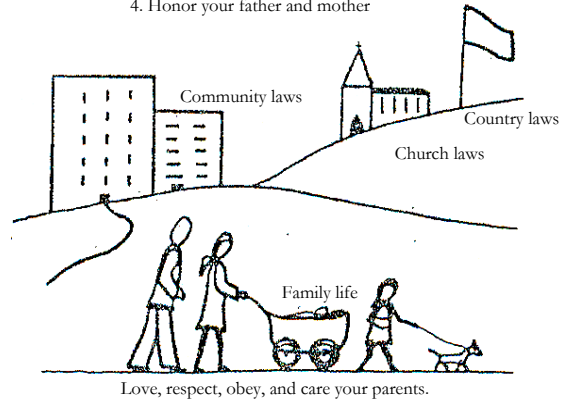 4. Honor your father and mother
Community laws
Country laws
Church laws
Family life
Love, respect, obey, and care your parents.